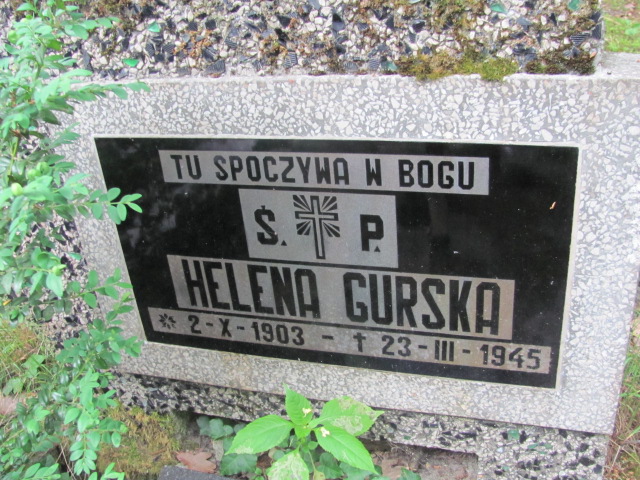 TU SPOCZYWA W BOGU
Ś. P.
HELENA GURSKA
* 2-X-1903 - † 23-III-1945